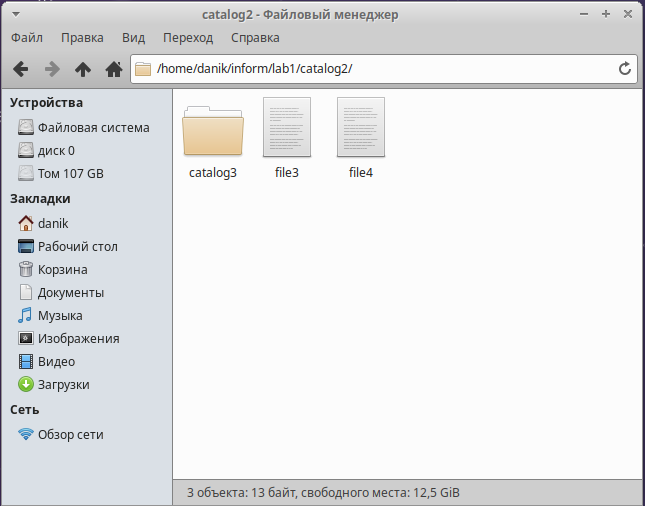 catalog2 - Файловый менеджер
Файл Правка Вид Переход Справка
/home/danik/inform/lab1/catalog2/
Устройства
Файловая система
диск 0
Том 107 GB
Закладки
danik
Рабочий стол
Корзина
Документы
Музыка
Изображения
Видео
Загрузки
Сеть
Обзор сети
catalog3 file3 file4
3 объекта: 13 байт, свободного места: 12,5 GiB